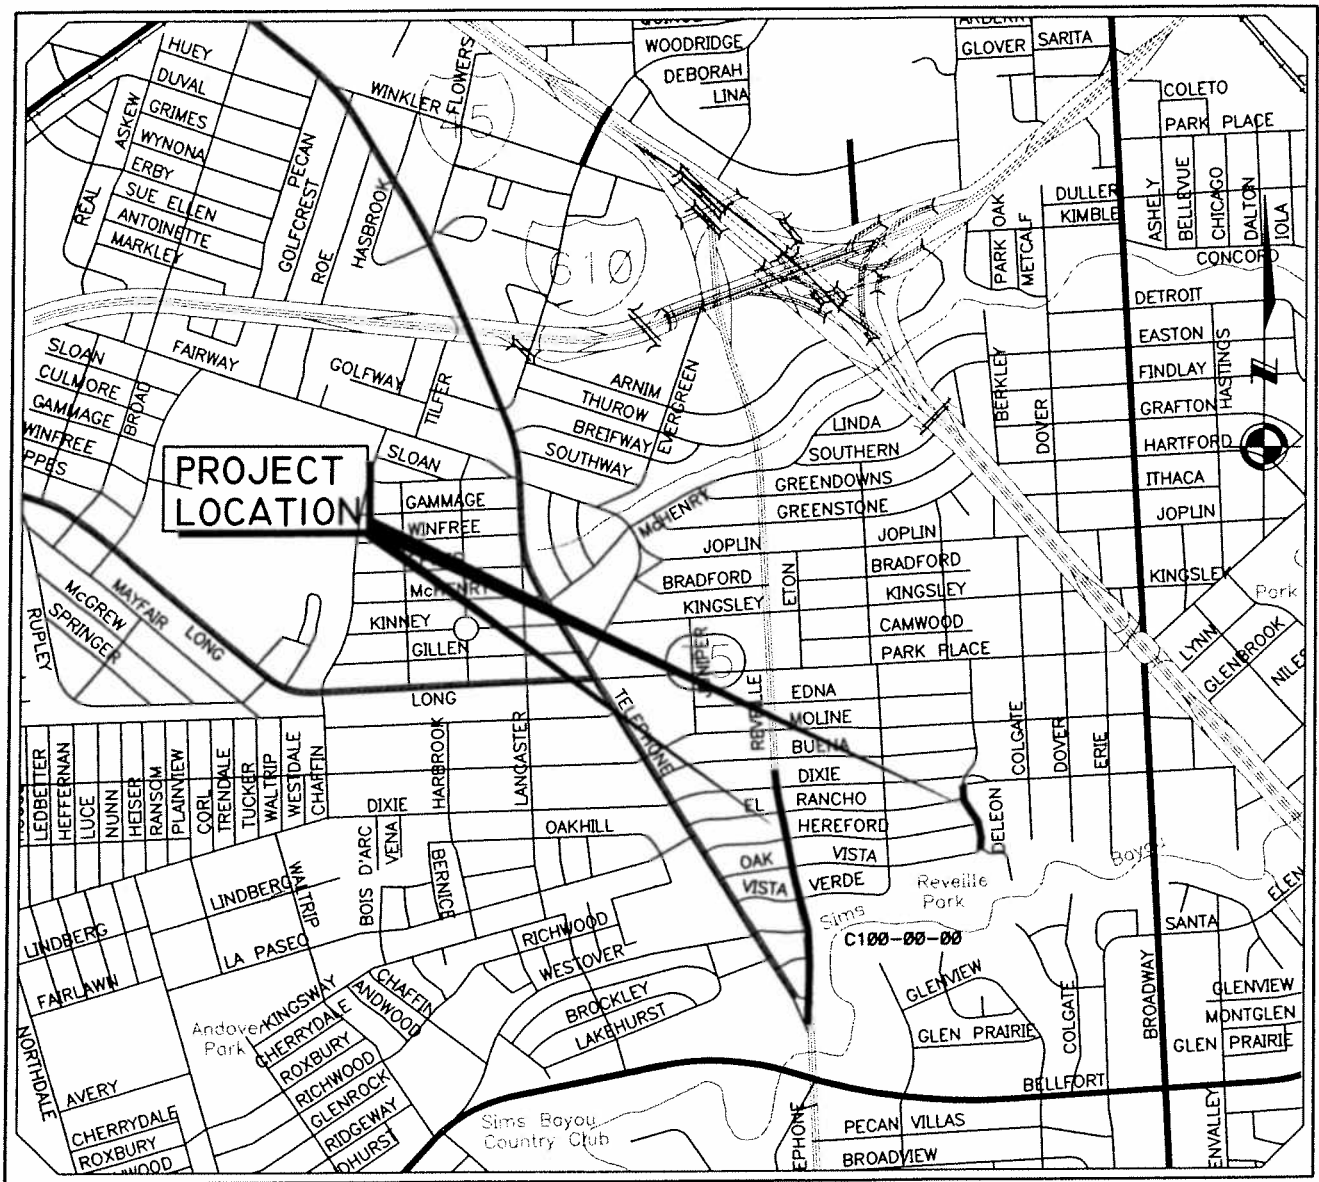 WOODRIDGE
DEBORAH
LINA
GLOVER
SARITA
HUEY
DUVAL
GRIMES
WYNONA
ERBY
SUE ELLEN
ANTOINETTE
MARKLEY
ASKEW
REAL
PECAN
GOLFCREST
ROE
HASBROOK
WINKLER
FLOWERS
45
610
COLETO
PARK PLACE
DULLER
KIMBLE
PARK OAK
METCALF
ASHLEY
BELLEVUE
CHICAGO
DALTON
IOLA
CONCORD
DETROIT
EASTON
FINDLAY
GRAFTON
HARTFORD
ITHACA
JOPLIN
KINGSLEY
HASTINGS
N
BERKLEY
DOVER
SLOAN
CULMORE
GAMMAGE
WINFREE
PPES
BROAD
FAIRWAY
GOLFWAY
TILFER
ARNIM
THUROW
BREIFWAY
SOUTHWAY
EVERGREEN
LINDA
SOUTHERN
GREENDOWNS
GREENSTONE
PROJECT
LOCATION
SLOAN
GAMMAGE
WINFREE
McHENRY
KINNEY
GILLEN
LONG
McHENRY
JOPLIN
BRADFORD
KINGSLEY
ETON
JOPLIN
BRADFORD
KINGSLEY
CAMWOOD
PARK PLACE
JUNIPER
5
REVEILLE
TELEPHONE
MAYFAIR
LONG
McGREW
SPRINGER
RUPLEY
Park
LYNN
GLENBROOK
NILES
EDNA
MOLINE
BUENA
DIXIE
EL RANCHO
HEREFORD
OAK VISTA
VISTA VERDE
COLGATE
DOVER
ERIE
DELEON
LEDBETTER
HEFFERNAN
LUCE
NUNN
HEISER
RANSOM
PLAINVIEW
CORL
TRENDALE
TUCKER
WALTRIP
WESTDALE
CHAFFIN
HARBROOK
LANCASTER
DIXIE
BOIS D'ARC
VENA
BERNICE
OAKHILL
LINDBERG
WALTRIP
LINDBERG
LA PASEO
FAIRLAWN
NORTHDALE
Andover
Park
KINGSWAY
CHERRYDALE
ROXBURY
RICHWOOD
GLENROCK
RIDGEWAY
DHURST
CHAFFIN
ANDWOOD
RICHWOOD
WESTOVER
BROCKLEY
LAKEHURST
Reveille
Park
Sims
Bayou
C100-00-00
GLENVIEW
GLEN PRAIRIE
COLGATE
BROADWAY
SANTA
ELEN
GLENVIEW
MONTGLEN
GLEN PRAIRIE
BELLFORT
AVERY
CHERRYDALE
ROXBURY
WOOD
Sims Bayou
Country Club
EPHONE
PECAN VILLAS
BROADVIEW
ENVALLEY